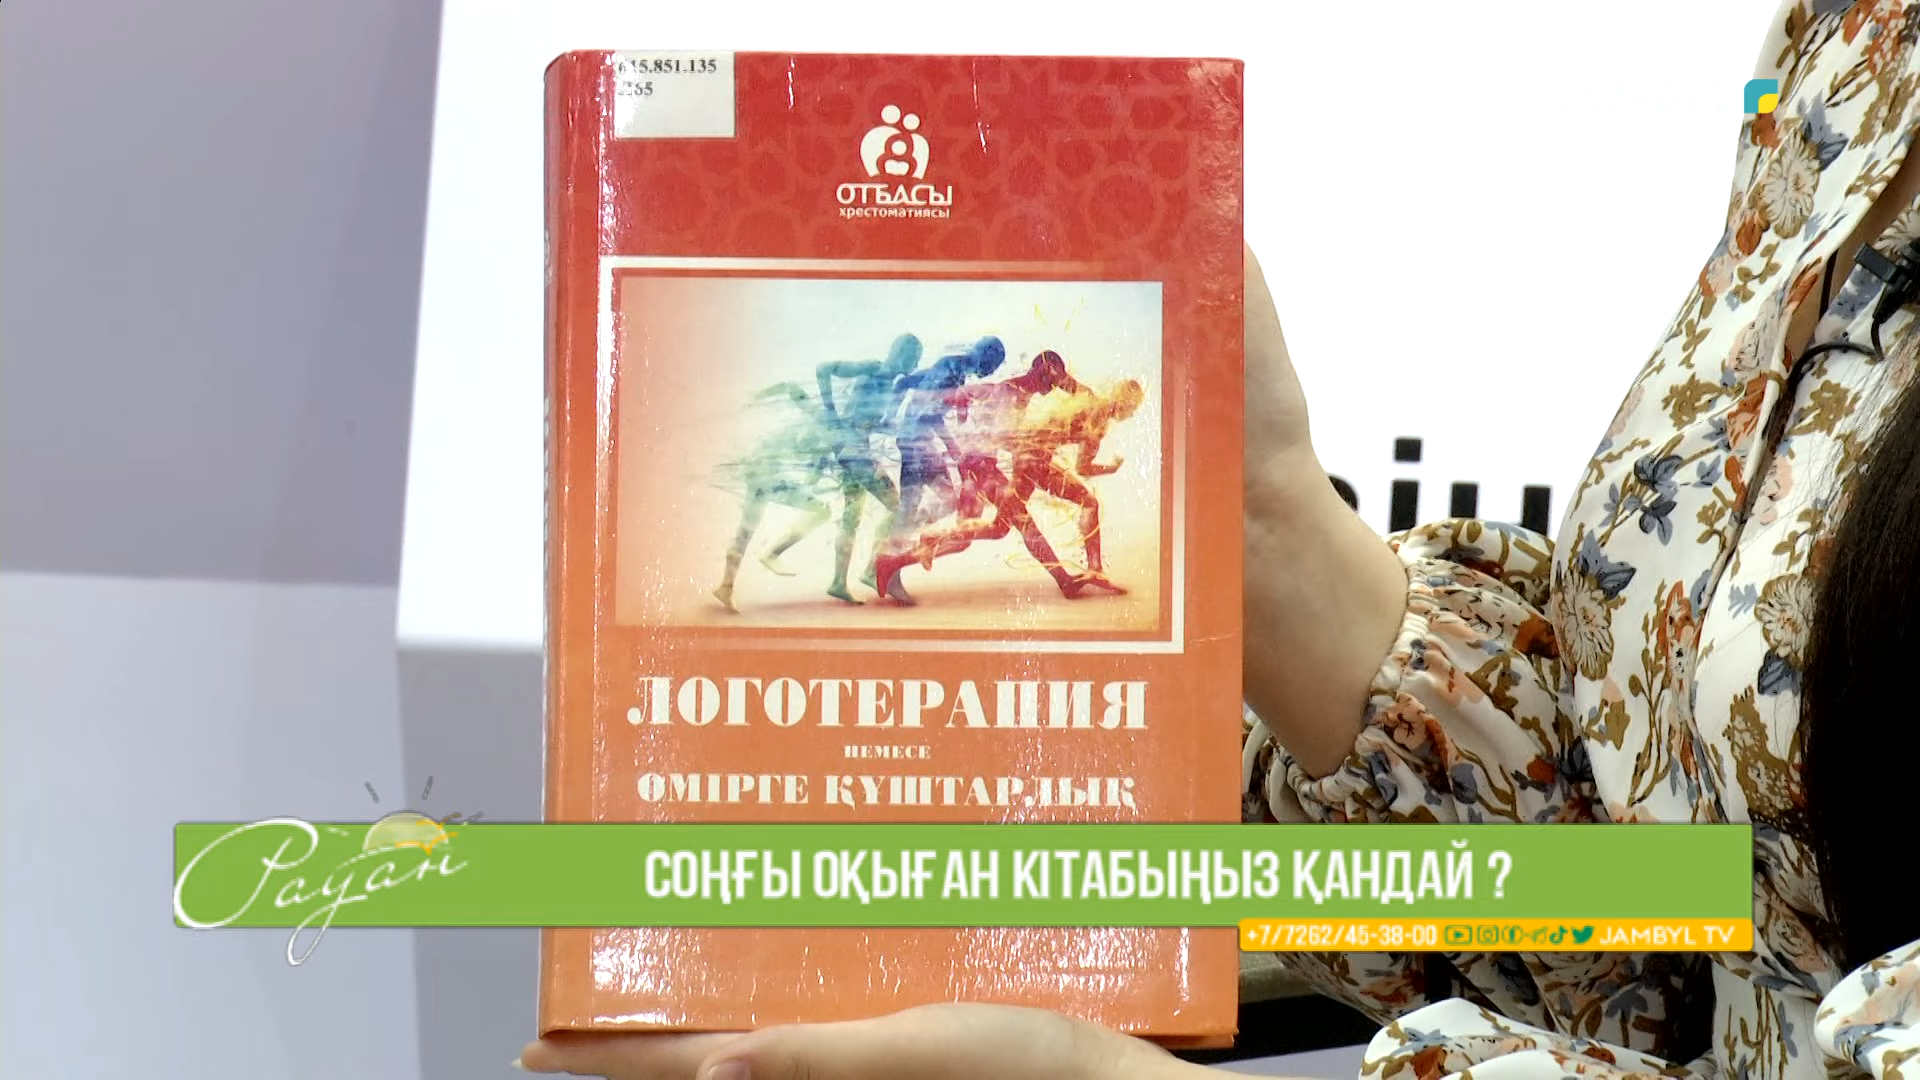 615.851.135
ОТБАСЫ
хрестоматиясы
ЛОГОТЕРАПИЯ
немесе
ӨМІРГЕ ҚҰШТАРЛЫҚ
Рауан
СОҢҒЫ ОҚЫҒАН КІТАБЫҢЫЗ ҚАНДАЙ ?
+7/7262/45-38-00 JAMBYL TV